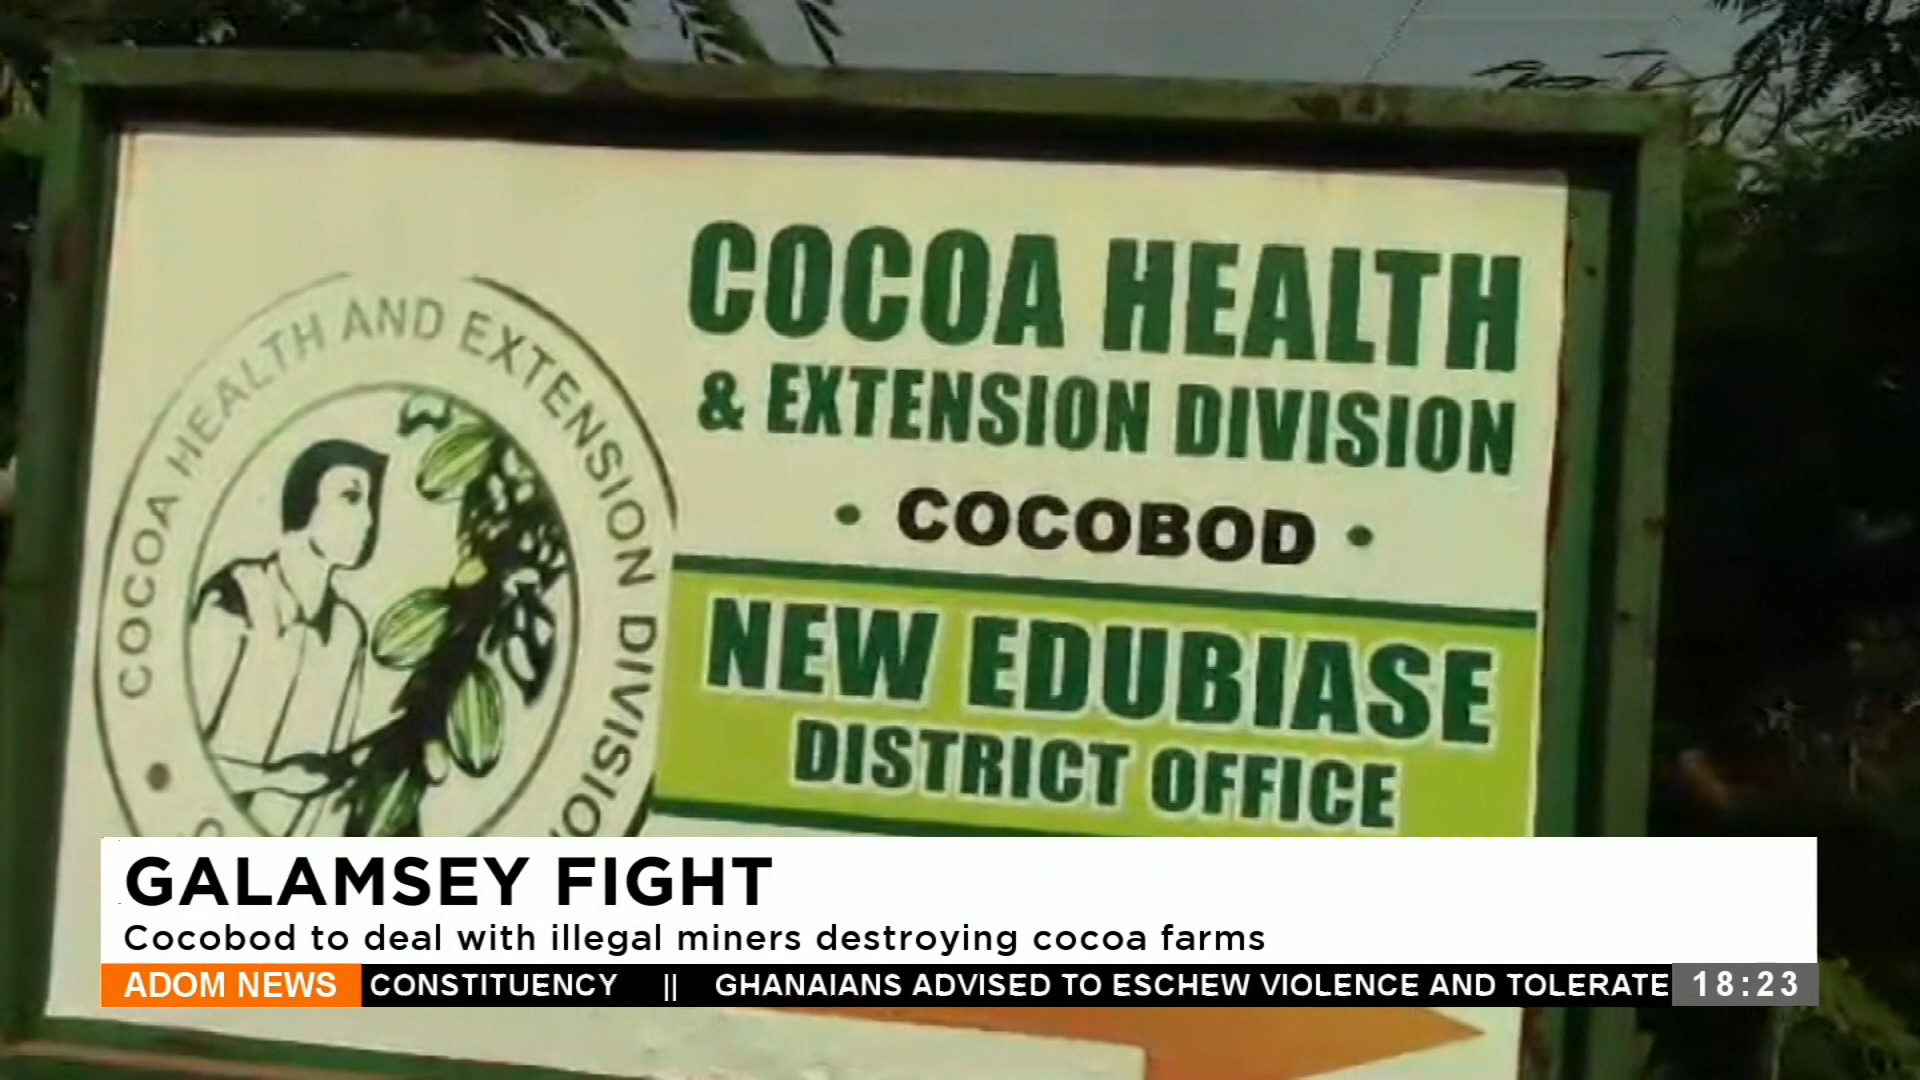 COCOA HEALTH
& EXTENSION DIVISION
• COCOBOD •
NEW EDUBIASE
DISTRICT OFFICE
COCOA HEALTH AND EXTENSION DIVISION
GALAMSEY FIGHT
Cocobod to deal with illegal miners destroying cocoa farms
ADOM NEWS CONSTITUENCY || GHANAIANS ADVISED TO ESCHEW VIOLENCE AND TOLERATE 18:23